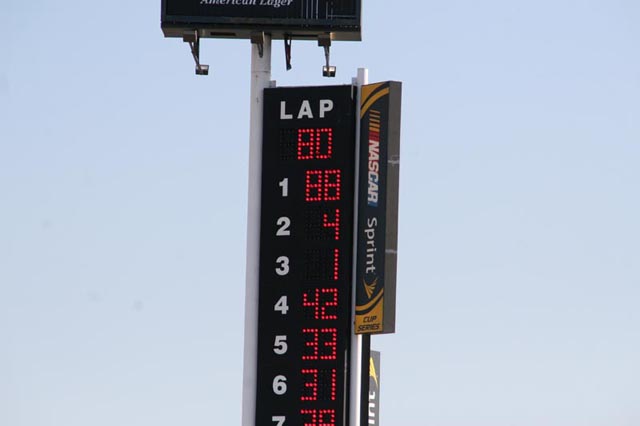 American Lager
LAP
80
1 88
2 4
3 1
4 42
5 33
6 31
7
NASCAR
Sprint
CUP
SERIES